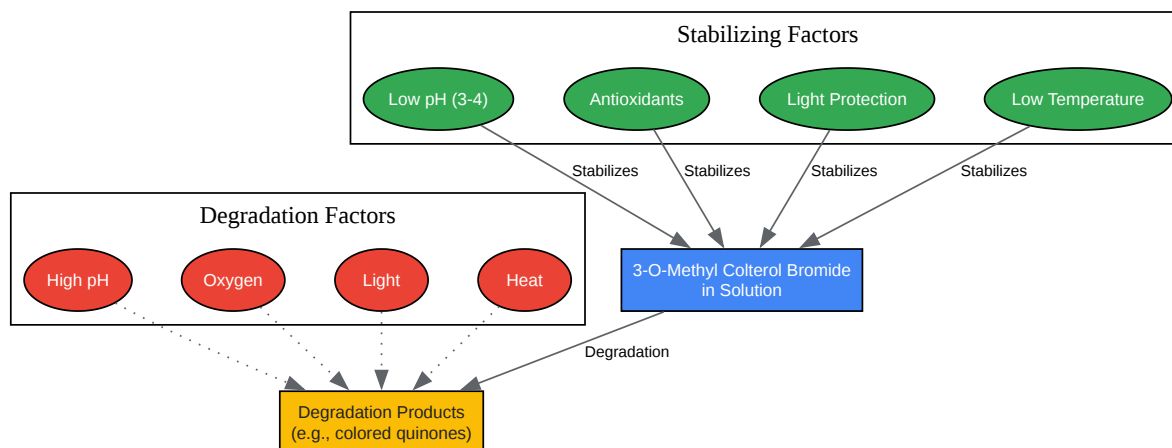 Stabilizing Factors
Low pH (3-4)
Antioxidants
Light Protection
Low Temperature
Stabilizes
Stabilizes
Stabilizes
Stabilizes
Degradation Factors
High pH
Oxygen
Light
Heat
3-O-Methyl Colterol Bromide
in Solution
Degradation
Degradation Products
(e.g., colored quinones)